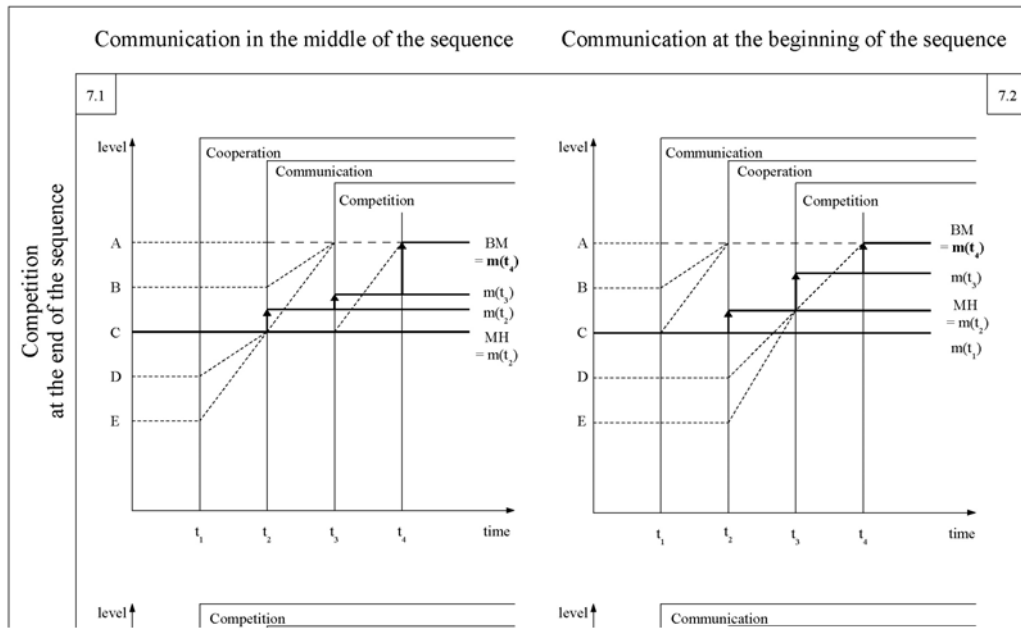 Communication in the middle of the sequence
Communication at the beginning of the sequence
Competition
at the end of the sequence
7.1
level
Cooperation
Communication
Competition
A
B
C
D
E
BM
= m(t₄)
m(t₃)
m(t₂)
MH
= m(t₂)
t₁
t₂
t₃
t₄
time
7.2
level
Communication
Cooperation
Competition
A
B
C
D
E
BM
= m(t₄)
m(t₃)
MH
= m(t₂)
m(t₁)
t₁
t₂
t₃
t₄
time
level
Competition
level
Communication